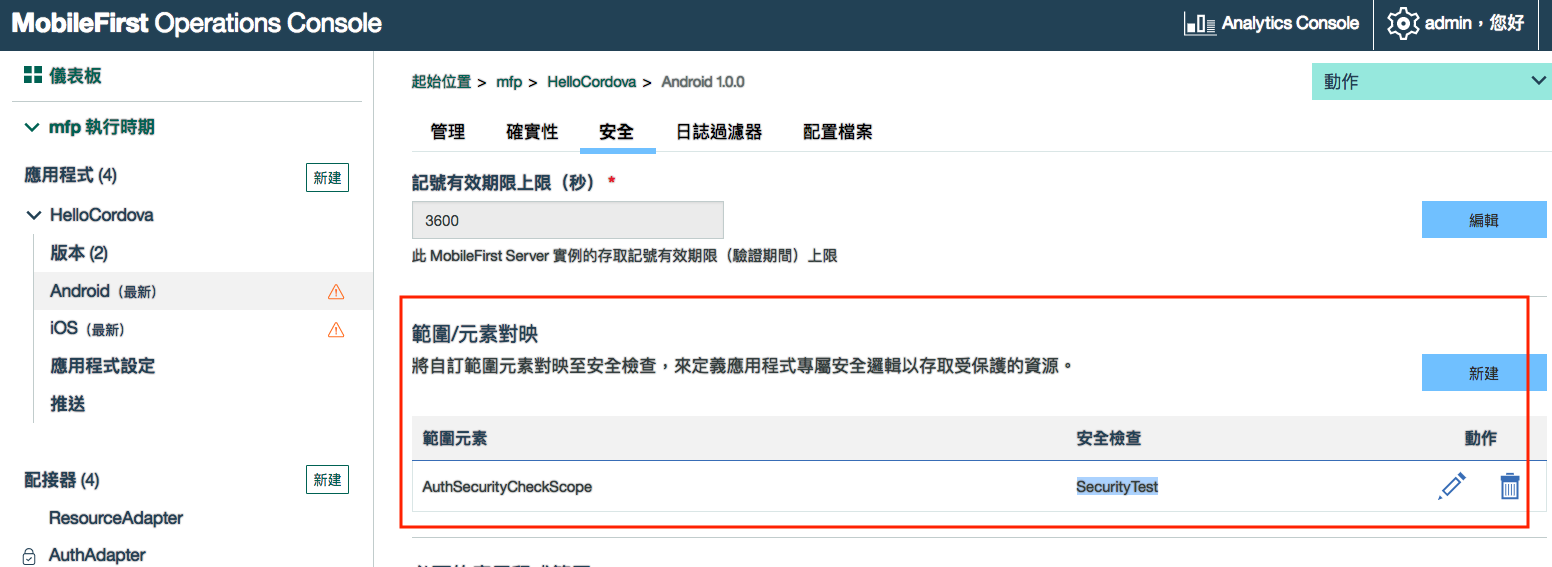 MobileFirst Operations Console
Analytics Console
admin，您好
儀表板
mfp 執行時期
應用程式 (4)
新建
HelloCordova
版本 (2)
Android（最新）
iOS（最新）
應用程式設定
推送
配接器 (4)
新建
ResourceAdapter
AuthAdapter
起始位置 > mfp > HelloCordova > Android 1.0.0
動作
管理 確實性 安全 日誌過濾器 配置檔案
記號有效期限上限（秒） *
3600
編輯
此 MobileFirst Server 實例的存取記號有效期限（驗證期間）上限
範圍/元素對映
將自訂範圍元素對映至安全檢查，來定義應用程式專屬安全邏輯以存取受保護的資源。
新建
範圍元素 安全檢查 動作
AuthSecurityCheckScope SecurityTest